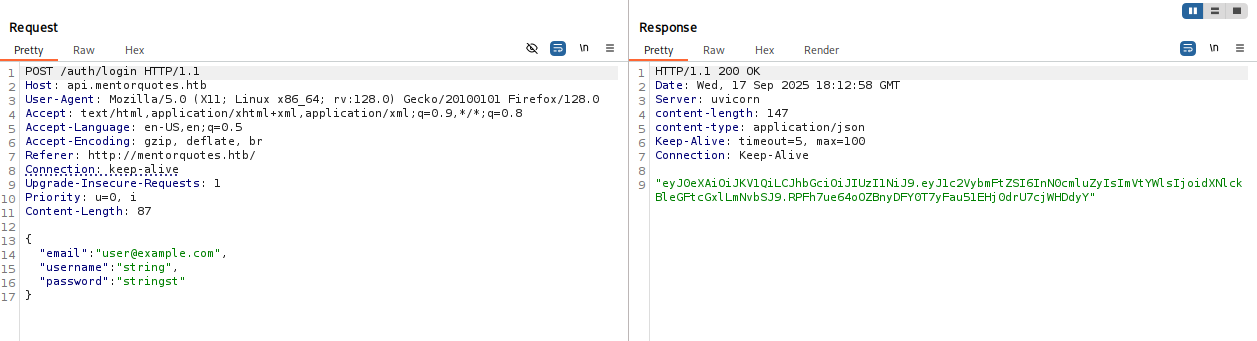 Request
Pretty Raw Hex
\n
1 POST /auth/login HTTP/1.1
2 Host: api.mentorquotes.htb
3 User-Agent: Mozilla/5.0 (X11; Linux x86_64; rv:128.0) Gecko/20100101 Firefox/128.0
4 Accept: text/html,application/xhtml+xml,application/xml;q=0.9,*/*;q=0.8
5 Accept-Language: en-US,en;q=0.5
6 Accept-Encoding: gzip, deflate, br
7 Referer: http://mentorquotes.htb/
8 Connection: keep-alive
9 Upgrade-Insecure-Requests: 1
10 Priority: u=0, i
11 Content-Length: 87
12
13 {
14 "email":"user@example.com",
15 "username":"string",
16 "password":"stringst"
17 }
Response
Pretty Raw Hex Render
\n
1 HTTP/1.1 200 OK
2 Date: Wed, 17 Sep 2025 18:12:58 GMT
3 Server: uvicorn
4 content-length: 147
5 content-type: application/json
6 Keep-Alive: timeout=5, max=100
7 Connection: Keep-Alive
8
9 "eyJ0eXAiOiJKV1QiLCJhbGciOiJIUzI1NiJ9.eyJ1c2VybmFtZSI6InN0cmluZyIsImVtYWlsIjoidXNlck
BleGFtcGxlLmNvbSJ9.RPFh7ue64oOZBnyDFY0T7yFau51EHj0drU7cjWHDdyY"